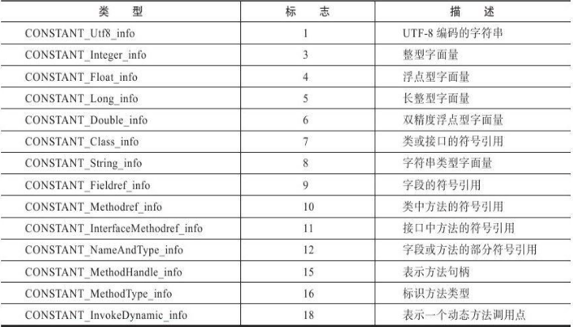 类 型 标 志 描 述
CONSTANT_Utf8_info 1 UTF-8 编码的字符串
CONSTANT_Integer_info 3 整型字面量
CONSTANT_Float_info 4 浮点型字面量
CONSTANT_Long_info 5 长整型字面量
CONSTANT_Double_info 6 双精度浮点型字面量
CONSTANT_Class_info 7 类或接口的符号引用
CONSTANT_String_info 8 字符串类型字面量
CONSTANT_Fieldref_info 9 字段的符号引用
CONSTANT_Methodref_info 10 类中方法的符号引用
CONSTANT_InterfaceMethodref_info 11 接口中方法的符号引用
CONSTANT_NameAndType_info 12 字段或方法的部分符号引用
CONSTANT_MethodHandle_info 15 表示方法句柄
CONSTANT_MethodType_info 16 标识方法类型
CONSTANT_InvokeDynamic_info 18 表示一个动态方法调用点